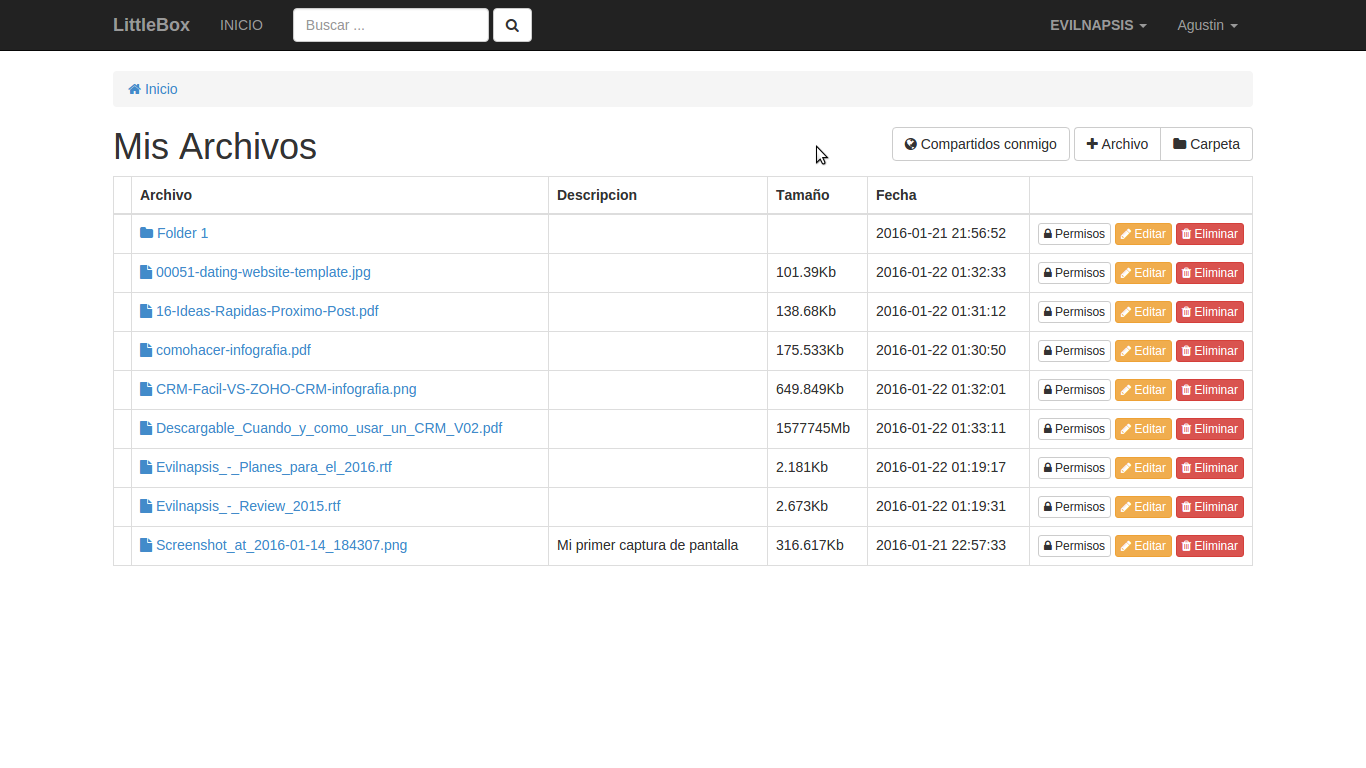 LittleBox INICIO Buscar ... EVILNAPSIS Agustin
Inicio
Mis Archivos Compartidos conmigo Archivo Carpeta
Archivo Descripcion Tamaño Fecha
Folder 1 2016-01-21 21:56:52 Permisos Editar Eliminar
00051-dating-website-template.jpg 101.39Kb 2016-01-22 01:32:33 Permisos Editar Eliminar
16-Ideas-Rapidas-Proximo-Post.pdf 138.68Kb 2016-01-22 01:31:12 Permisos Editar Eliminar
comohacer-infografia.pdf 175.533Kb 2016-01-22 01:30:50 Permisos Editar Eliminar
CRM-Facil-VS-ZOHO-CRM-infografia.png 649.849Kb 2016-01-22 01:32:01 Permisos Editar Eliminar
Descargable_Cuando_y_como_usar_un_CRM_V02.pdf 1577745Mb 2016-01-22 01:33:11 Permisos Editar Eliminar
Evilnapsis_-_Planes_para_el_2016.rtf 2.181Kb 2016-01-22 01:19:17 Permisos Editar Eliminar
Evilnapsis_-_Review_2015.rtf 2.673Kb 2016-01-22 01:19:31 Permisos Editar Eliminar
Screenshot_at_2016-01-14_184307.png Mi primer captura de pantalla 316.617Kb 2016-01-21 22:57:33 Permisos Editar Eliminar